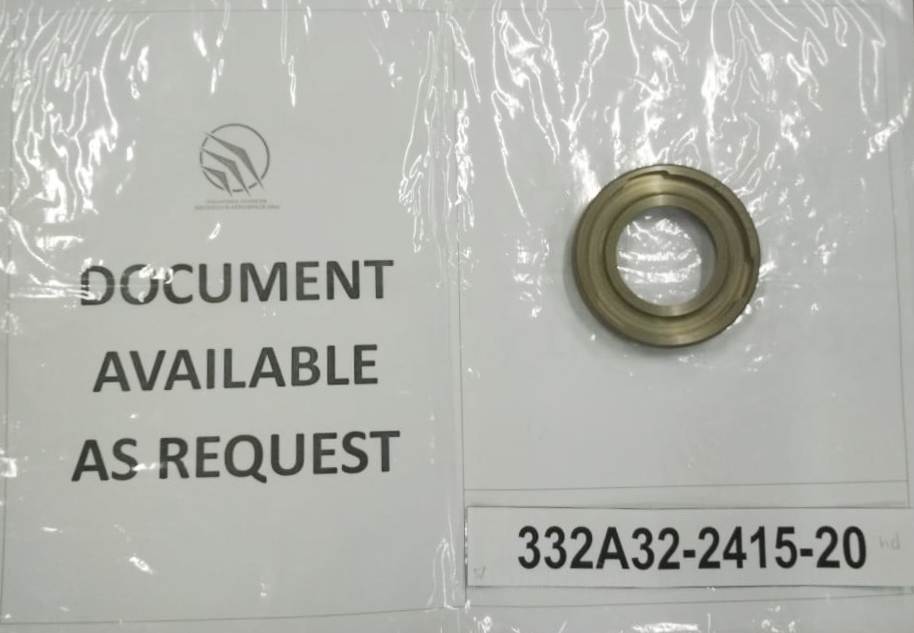 DOCUMENT
AVAILABLE
AS REQUEST
332A32-2415-20